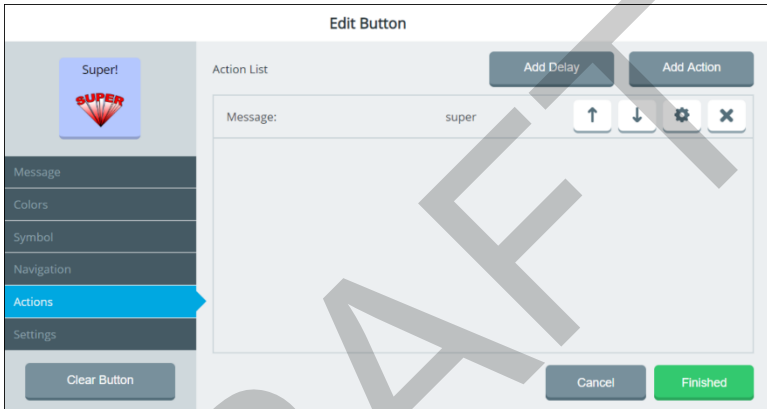 Edit Button
Super!
SUPER
Message
Colors
Symbol
Navigation
Actions
Settings
Clear Button
Action List
Add Delay
Add Action
Message:
super
Cancel
Finished